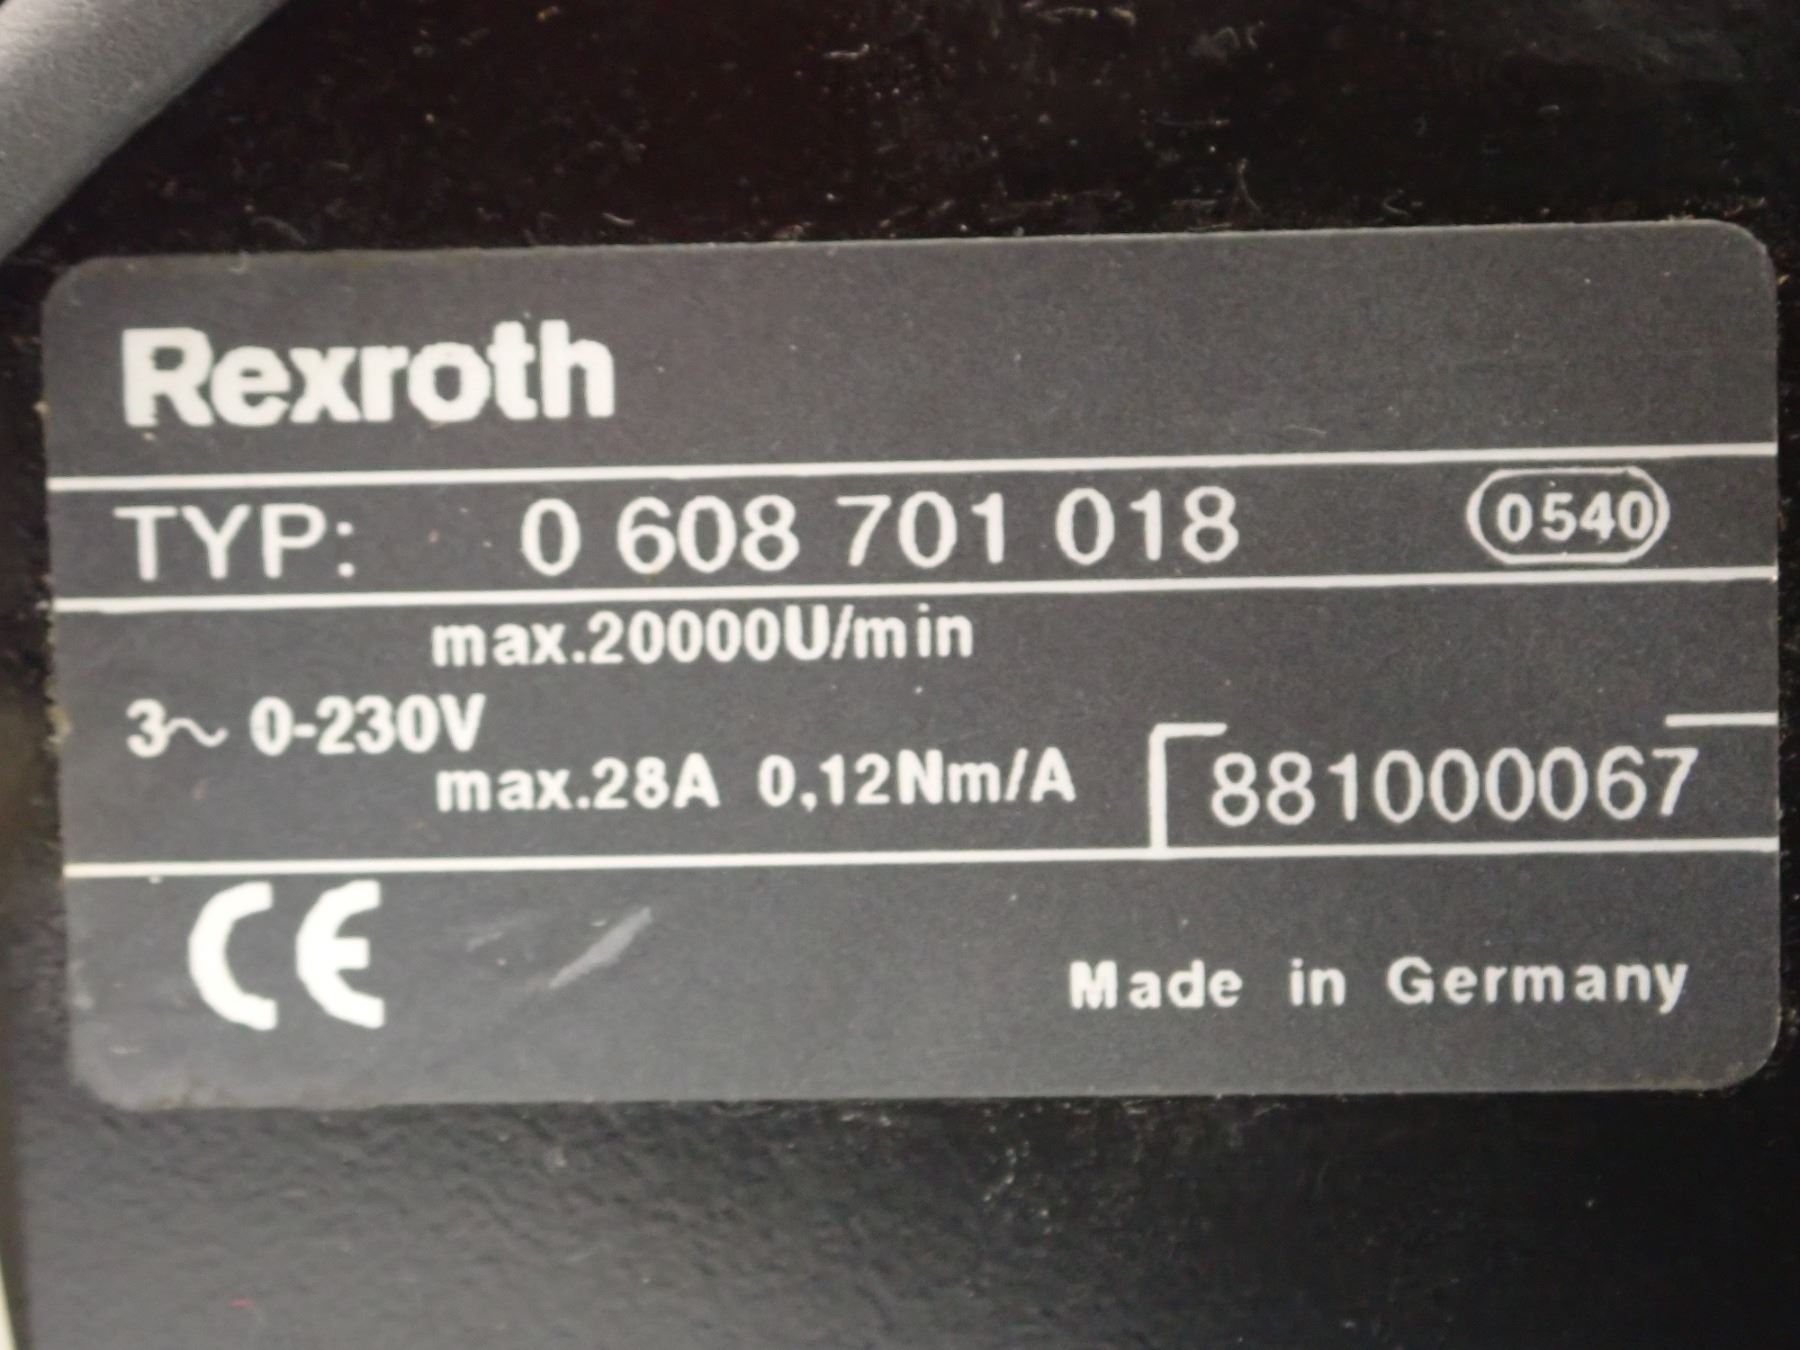 Rexroth
TYP: 0 608 701 018 0540
max.20000U/min
3~ 0-230V
max.28A 0,12Nm/A 881000067
CE
Made in Germany